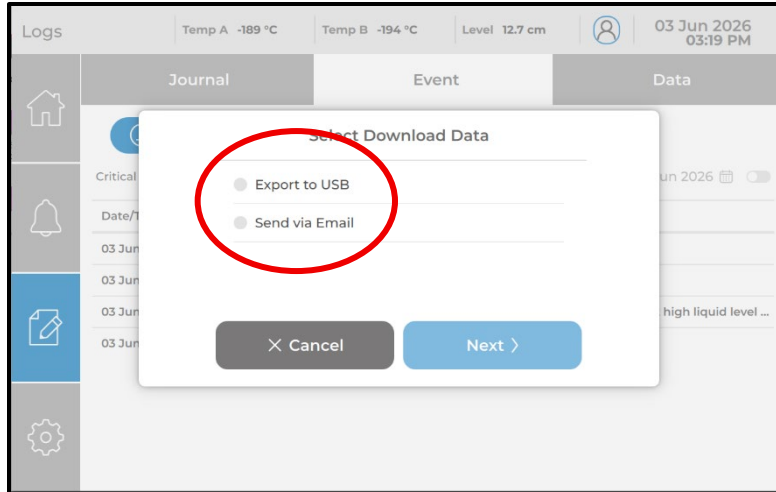 Logs
Temp A -189 °C
Temp B -194 °C
Level 12.7 cm
03 Jun 2026
03:19 PM
Journal
Event
Data
Select Download Data
Critical
un 2026
Export to USB
Date/T
Send via Email
03 Jun
03 Jun
03 Jun
high liquid level ...
03 Jun
Cancel
Next